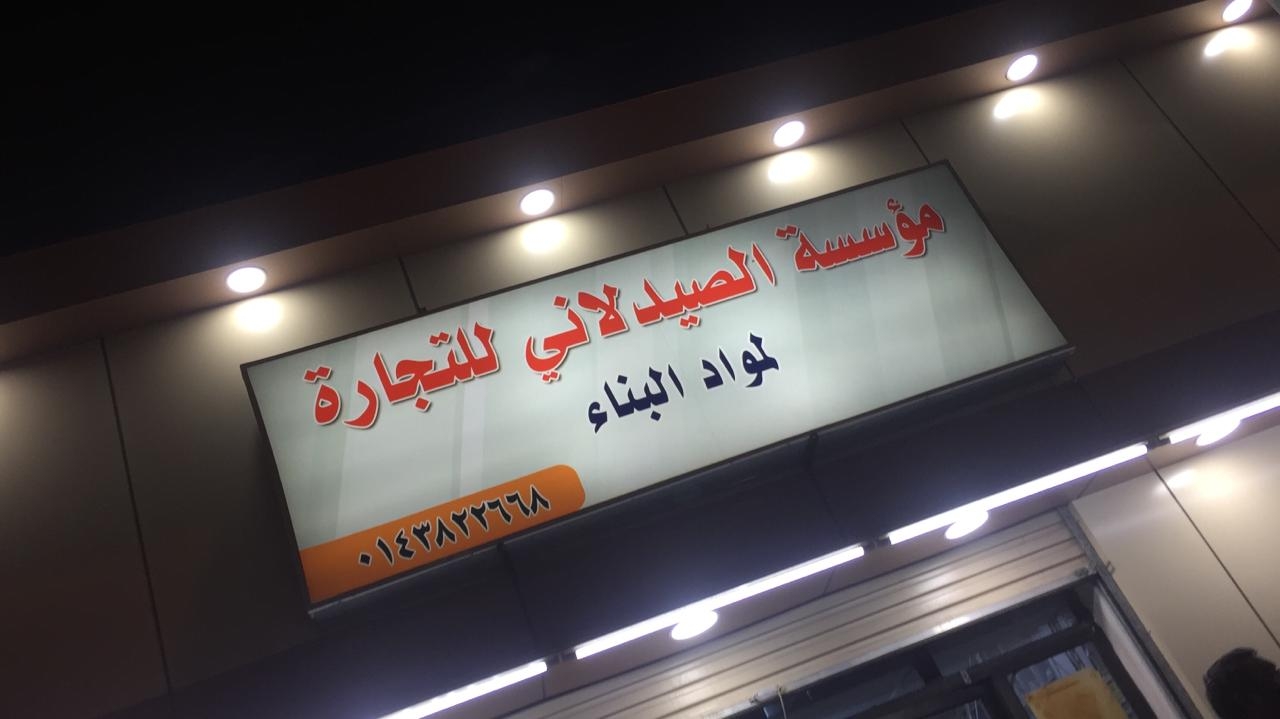 مؤسسة الصيدلاني للتجارة
لمواد البناء
٠١٤٣٨٢٢٦٦٨